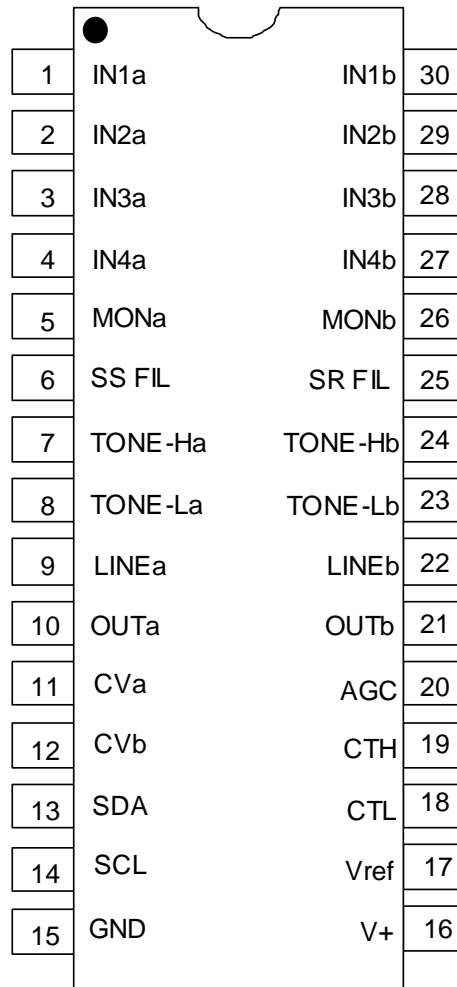 1 IN1a IN1b 30
2 IN2a IN2b 29
3 IN3a IN3b 28
4 IN4a IN4b 27
5 MONa MONb 26
6 SS FIL SR FIL 25
7 TONE-Ha TONE-Hb 24
8 TONE-La TONE-Lb 23
9 LINEa LINEb 22
10 OUTa OUTb 21
11 CVa AGC 20
12 CVb CTH 19
13 SDA CTL 18
14 SCL Vref 17
15 GND V+ 16